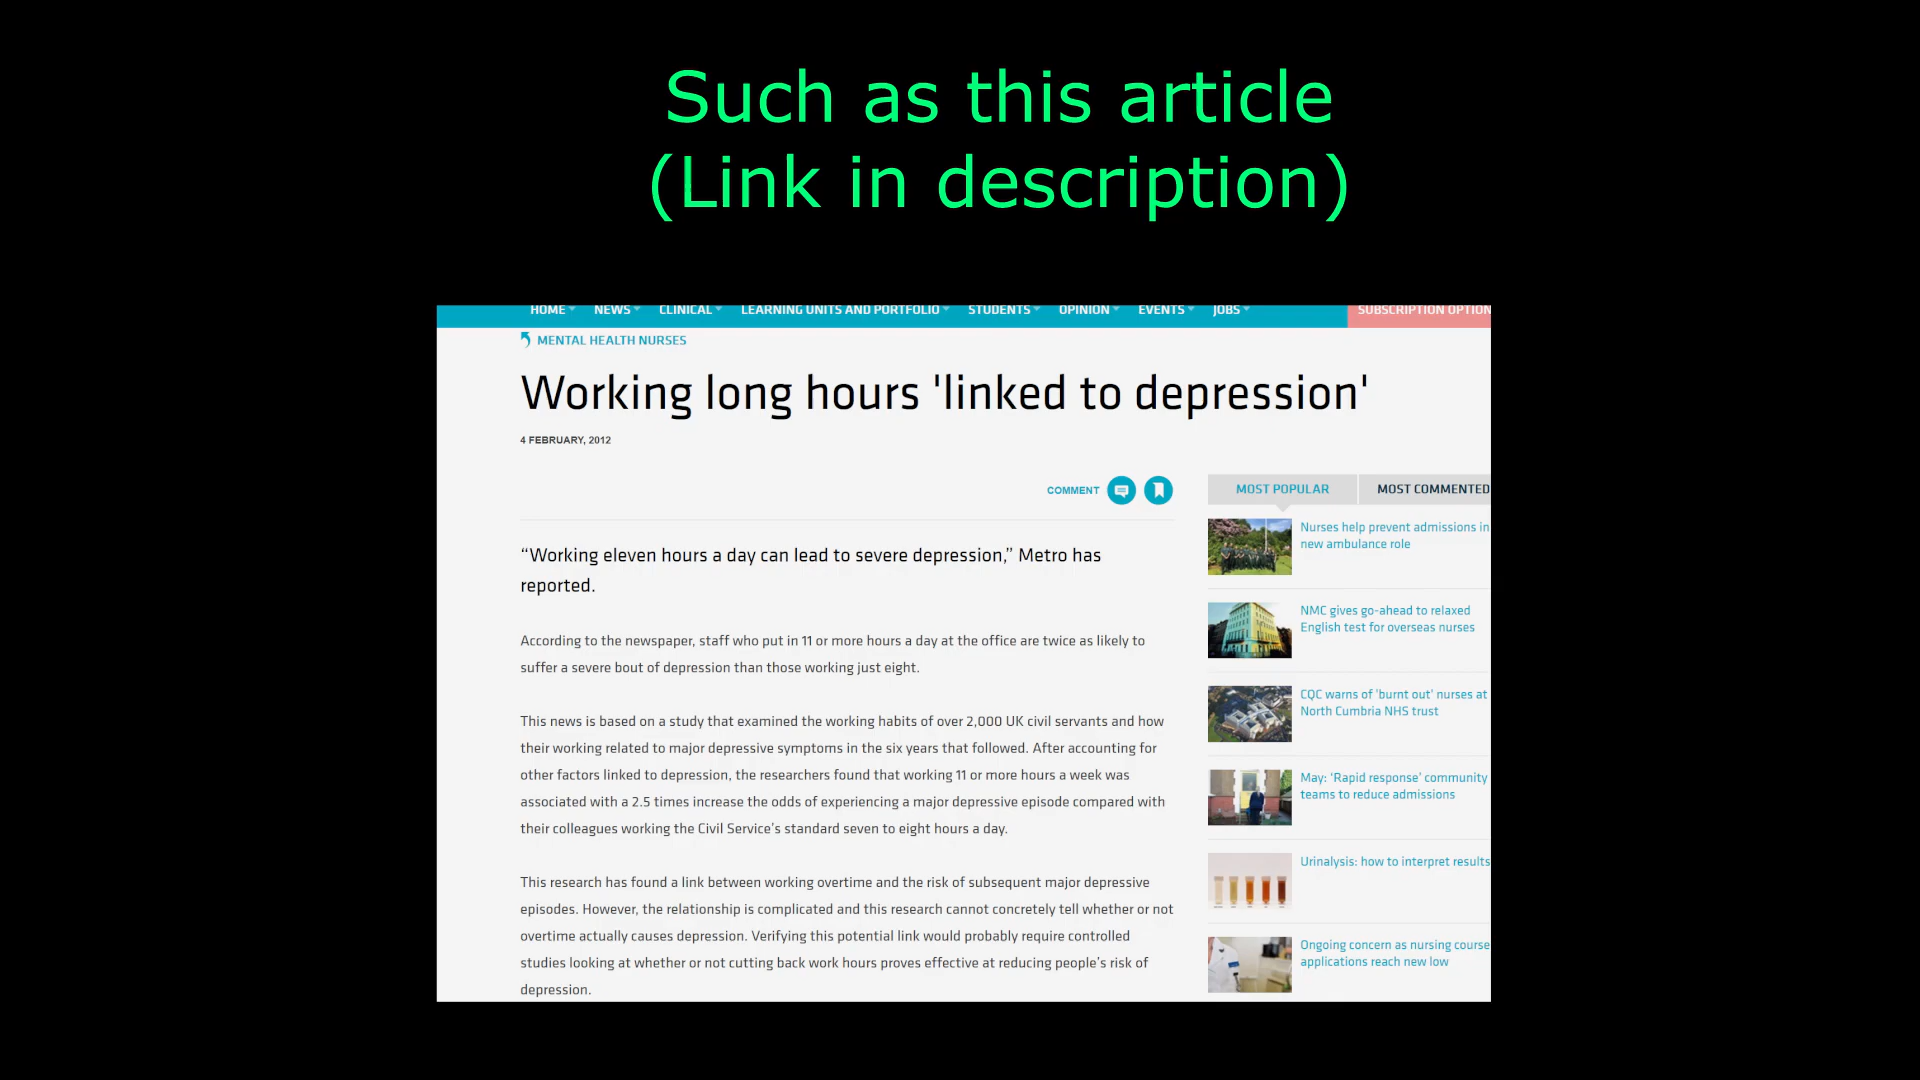 Such as this article
(Link in description)
HOME NEWS CLINICAL LEARNING UNITS AND PORTFOLIO STUDENTS OPINION EVENTS JOBS SUBSCRIPTION OPTION
MENTAL HEALTH NURSES
Working long hours 'linked to depression'
4 FEBRUARY, 2012
COMMENT
“Working eleven hours a day can lead to severe depression,” Metro has
reported.
According to the newspaper, staff who put in 11 or more hours a day at the office are twice as likely to
suffer a severe bout of depression than those working just eight.
This news is based on a study that examined the working habits of over 2,000 UK civil servants and how
their working related to major depressive symptoms in the six years that followed. After accounting for
other factors linked to depression, the researchers found that working 11 or more hours a week was
associated with a 2.5 times increase the odds of experiencing a major depressive episode compared with
their colleagues working the Civil Service’s standard seven to eight hours a day.
This research has found a link between working overtime and the risk of subsequent major depressive
episodes. However, the relationship is complicated and this research cannot concretely tell whether or not
overtime actually causes depression. Verifying this potential link would probably require controlled
studies looking at whether or not cutting back work hours proves effective at reducing people’s risk of
depression.
MOST POPULAR MOST COMMENTED
Nurses help prevent admissions in
new ambulance role
NMC gives go-ahead to relaxed
English test for overseas nurses
CQC warns of 'burnt out' nurses at
North Cumbria NHS trust
May: ‘Rapid response’ community
teams to reduce admissions
Urinalysis: how to interpret results
Ongoing concern as nursing course
applications reach new low